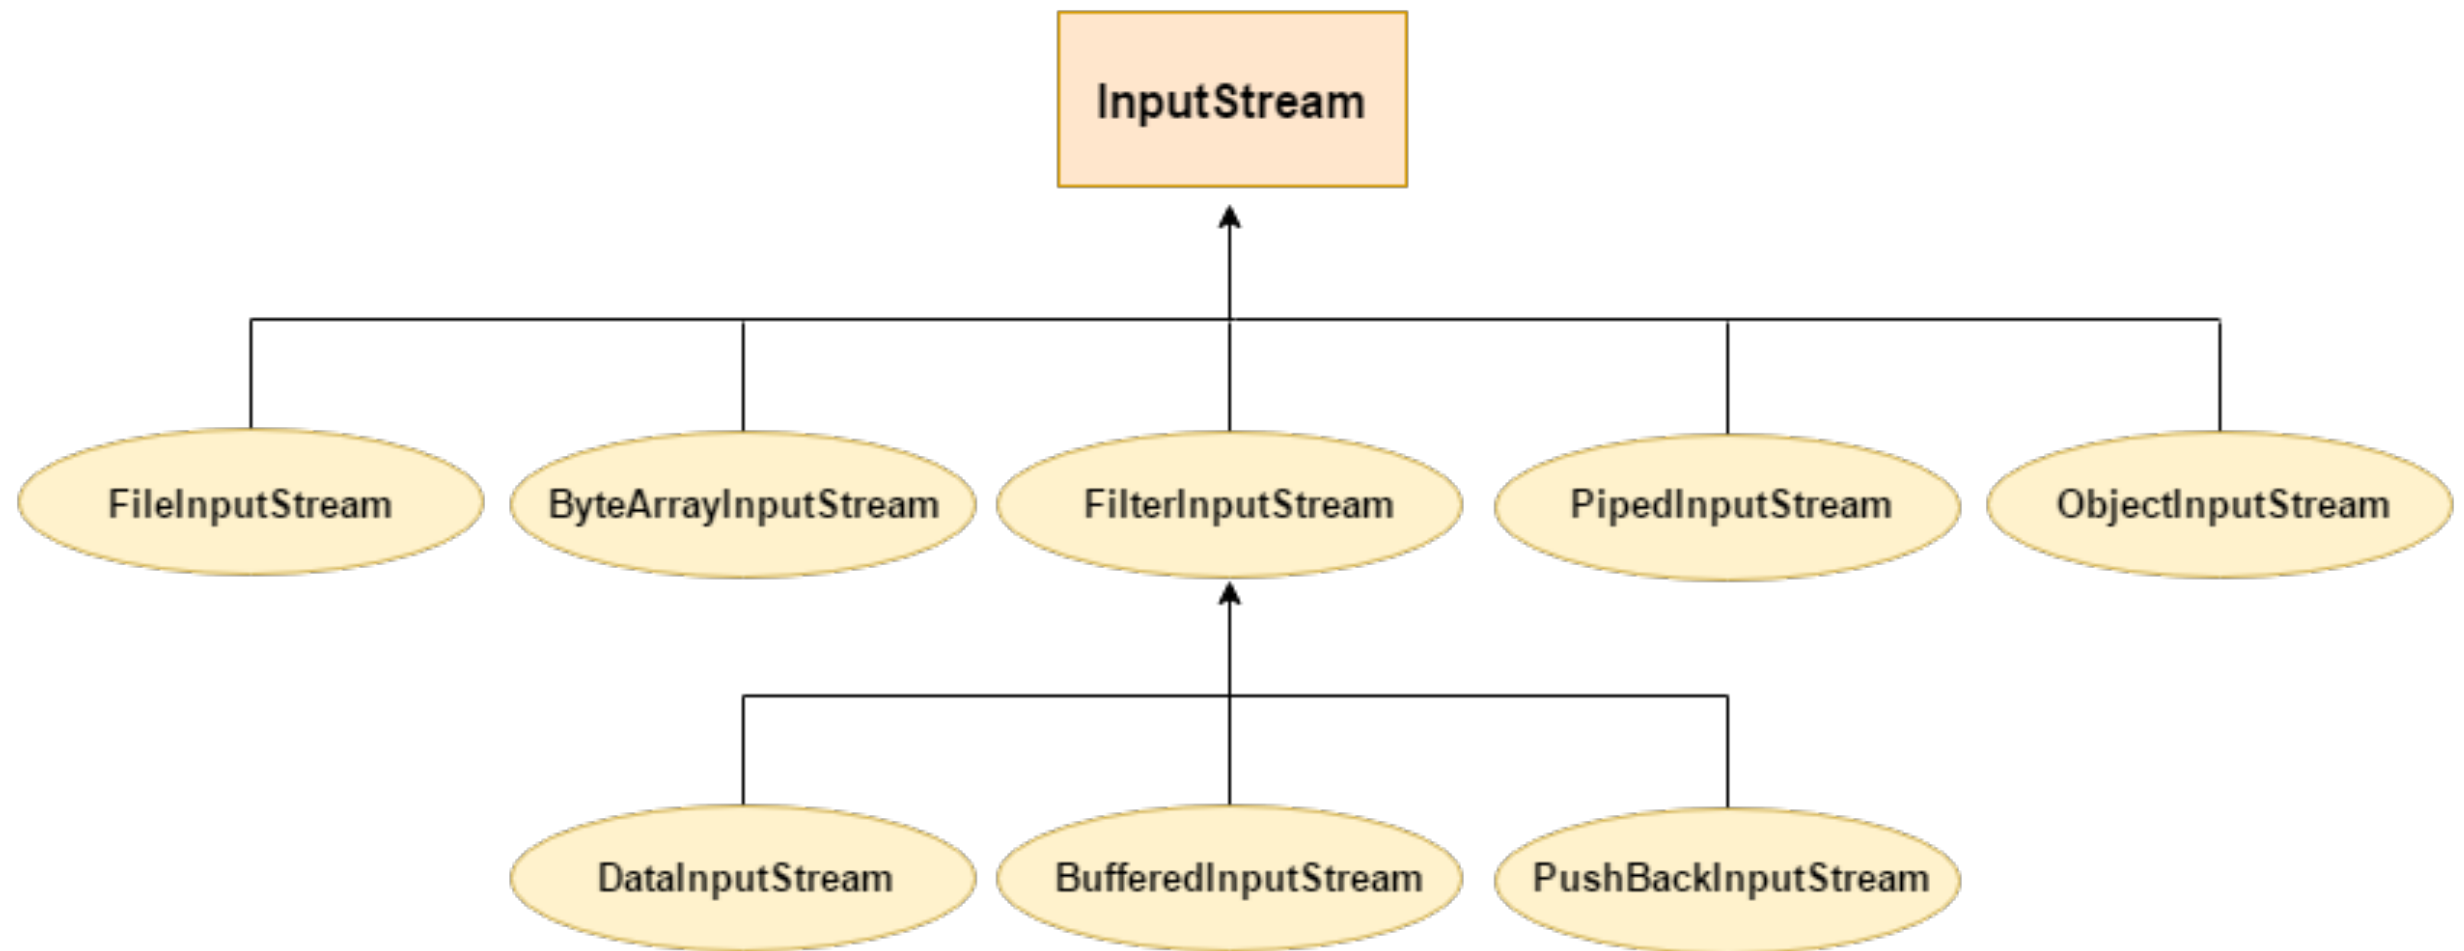 InputStream
FileInputStream
ByteArrayInputStream
FilterInputStream
PipedInputStream
ObjectInputStream
DataInputStream
BufferedInputStream
PushBackInputStream